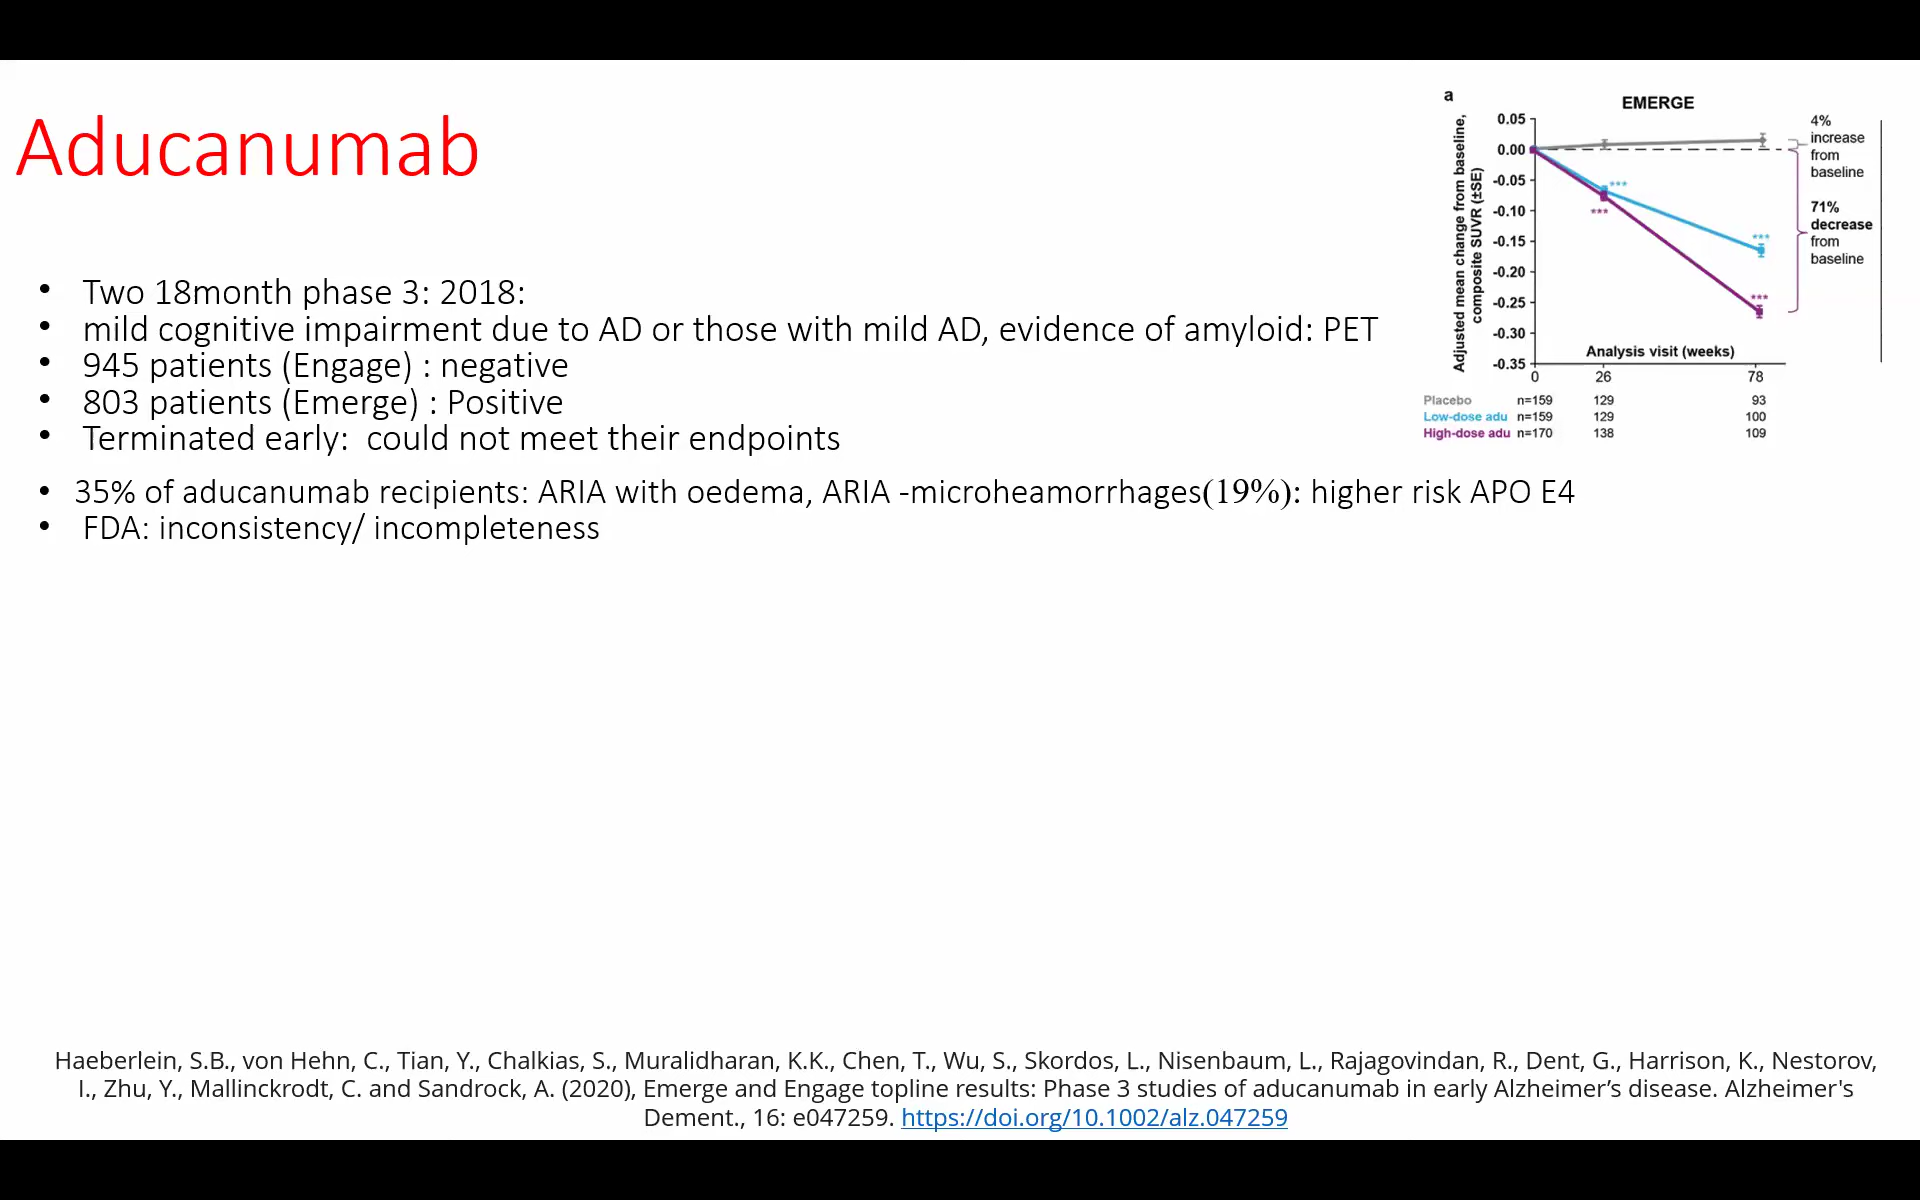 Aducanumab
• Two 18month phase 3: 2018:
• mild cognitive impairment due to AD or those with mild AD, evidence of amyloid: PET
• 945 patients (Engage) : negative
• 803 patients (Emerge) : Positive
• Terminated early:  could not meet their endpoints
• 35% of aducanumab recipients: ARIA with oedema, ARIA -microheamorrhages(19%): higher risk APO E4
• FDA: inconsistency/ incompleteness
a
EMERGE
Adjusted mean change from baseline,
composite SUVR (±SE)
0.05
0.00
-0.05
-0.10
-0.15
-0.20
-0.25
-0.30
-0.35
***
***
***
***
4%
increase
from
baseline
71%
decrease
from
baseline
Analysis visit (weeks)
0 26 78
Placebo n=159 129 93
Low-dose adu n=159 129 100
High-dose adu n=170 138 109
Haeberlein, S.B., von Hehn, C., Tian, Y., Chalkias, S., Muralidharan, K.K., Chen, T., Wu, S., Skordos, L., Nisenbaum, L., Rajagovindan, R., Dent, G., Harrison, K., Nestorov,
I., Zhu, Y., Mallinckrodt, C. and Sandrock, A. (2020), Emerge and Engage topline results: Phase 3 studies of aducanumab in early Alzheimer’s disease. Alzheimer's
Dement., 16: e047259. https://doi.org/10.1002/alz.047259